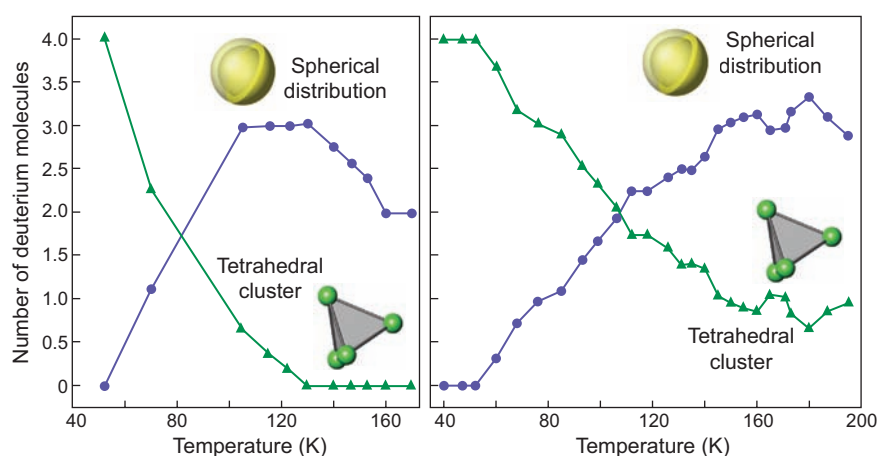 Number of deuterium molecules
4.0
3.5
3.0
2.5
2.0
1.5
1.0
0.5
0
Spherical
distribution
Tetrahedral
cluster
40
80
120
160
Temperature (K)
Spherical
distribution
Tetrahedral
cluster
40
80
120
160
200
Temperature (K)